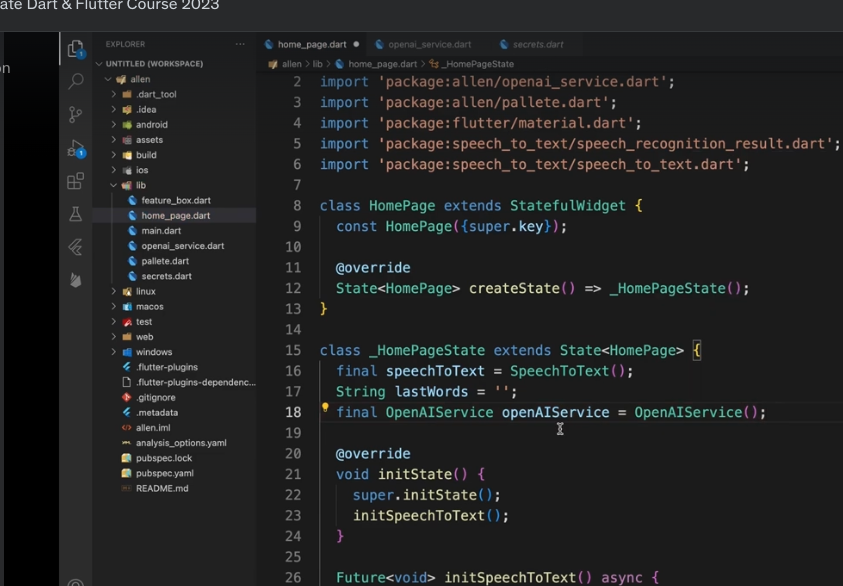 ate Dart & Flutter Course 2023
on
EXPLORER ...
UNTITLED (WORKSPACE)
allen
.dart_tool
.idea
android
assets
build
ios
lib
feature_box.dart
home_page.dart
main.dart
openai_service.dart
pallete.dart
secrets.dart
linux
macos
test
web
windows
.flutter-plugins
.flutter-plugins-dependenc...
.gitignore
.metadata
allen.iml
analysis_options.yaml
pubspec.lock
pubspec.yaml
README.md
1
1
home_page.dart openai_service.dart secrets.dart
allen > lib > home_page.dart > _HomePageState
2 import 'package:allen/openai_service.dart';
3 import 'package:allen/pallete.dart';
4 import 'package:flutter/material.dart';
5 import 'package:speech_to_text/speech_recognition_result.dart';
6 import 'package:speech_to_text/speech_to_text.dart';
7
8 class HomePage extends StatefulWidget {
9 const HomePage({super.key});
10
11 @override
12 State<HomePage> createState() => _HomePageState();
13 }
14
15 class _HomePageState extends State<HomePage> {
16 final speechToText = SpeechToText();
17 String lastWords = '';
18 final OpenAIService openAIService = OpenAIService();
19
20 @override
21 void initState() {
22 super.initState();
23 initSpeechToText();
24 }
25
26 Future<void> initSpeechToText() async {